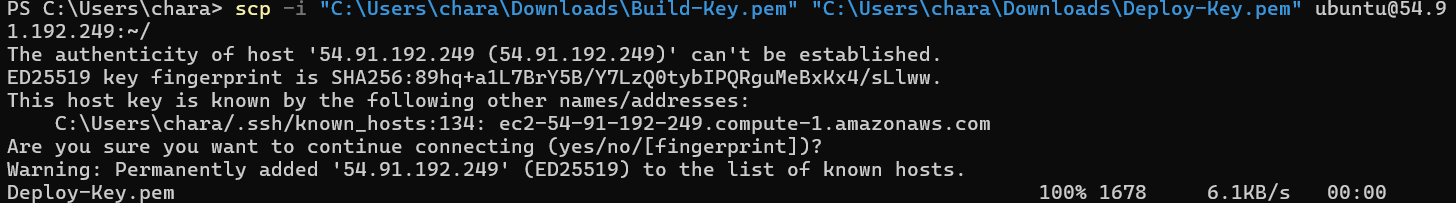 PS C:\Users\chara> scp -i "C:\Users\chara\Downloads\Build-Key.pem" "C:\Users\chara\Downloads\Deploy-Key.pem" ubuntu@54.9
1.192.249:~/
The authenticity of host '54.91.192.249 (54.91.192.249)' can't be established.
ED25519 key fingerprint is SHA256:89hq+a1L7BrY5B/Y7LzQ0tybIPQRguMeBxKx4/sLlww.
This host key is known by the following other names/addresses:
    C:\Users\chara/.ssh/known_hosts:134: ec2-54-91-192-249.compute-1.amazonaws.com
Are you sure you want to continue connecting (yes/no/[fingerprint])?
Warning: Permanently added '54.91.192.249' (ED25519) to the list of known hosts.
Deploy-Key.pem                                                                 100% 1678     6.1KB/s   00:00